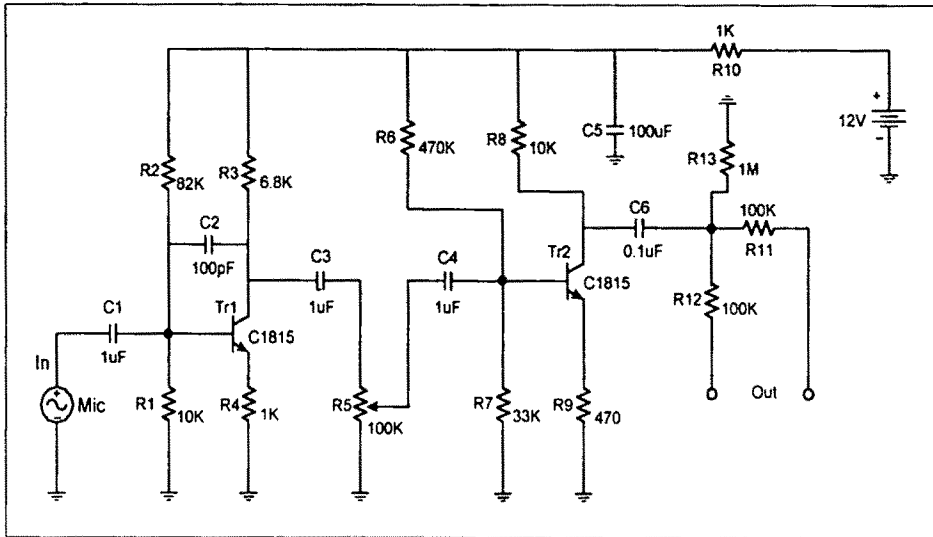 1K
R10
12V
+
-
R2
82K
R3
6.8K
R6
470K
R8
10K
C5
100uF
R13
1M
C2
100pF
C3
1uF
C4
1uF
C6
0.1uF
100K
R11
Tr1
C1815
Tr2
C1815
R12
100K
C1
1uF
In
Mic
R1
10K
R4
1K
R5
100K
R7
33K
R9
470
Out